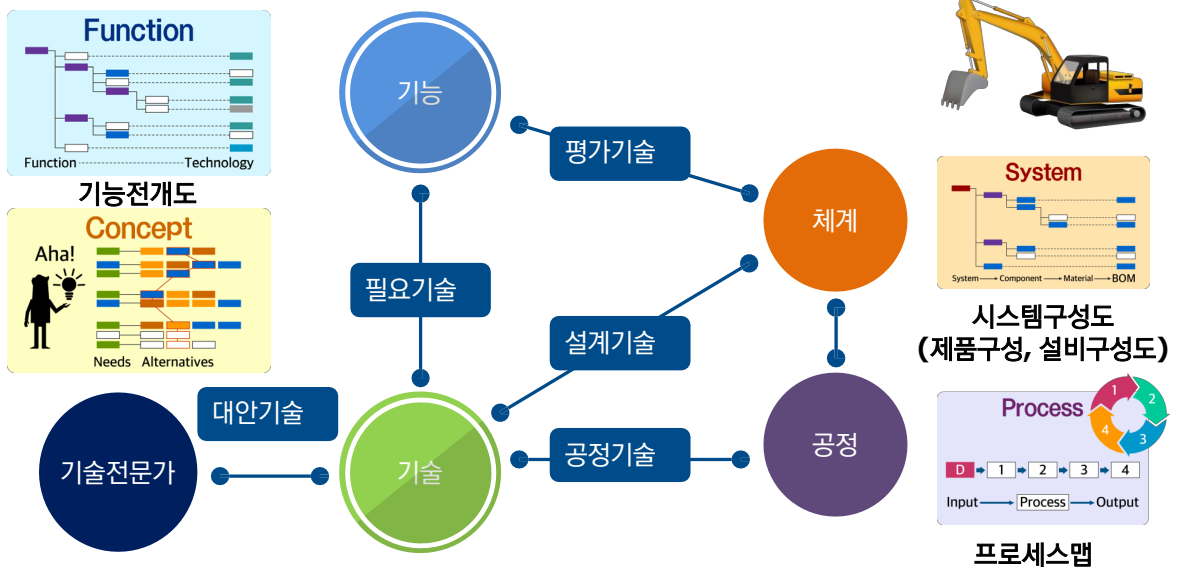 Function
Function
Technology
기능전개도
Concept
Aha!
Needs
Alternatives
기능
평가기술
필요기술
체계
설계기술
대안기술
기술전문가
기술
공정기술
공정
System
System
Component
Material
BOM
시스템구성도
(제품구성, 설비구성도)
Process
1
2
3
4
D
1
2
3
4
Input
Process
Output
프로세스맵